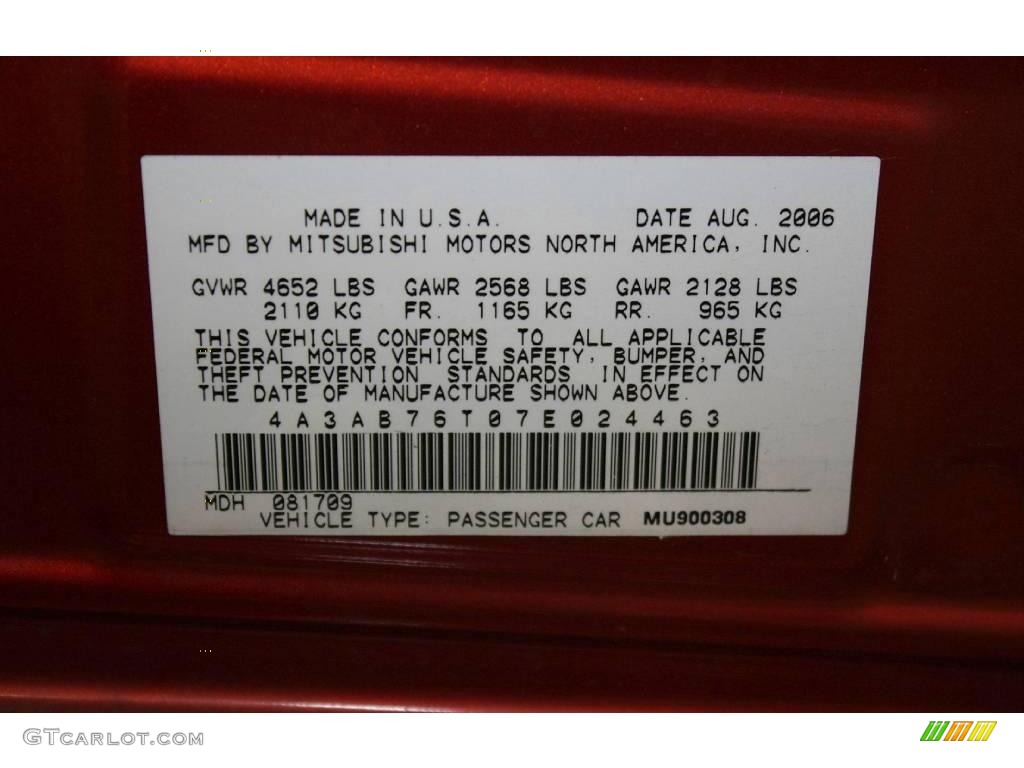 MADE IN U.S.A. DATE AUG. 2006
MFD BY MITSUBISHI MOTORS NORTH AMERICA, INC.
GVWR 4652 LBS GAWR 2568 LBS GAWR 2128 LBS
2110 KG FR. 1165 KG RR. 965 KG
THIS VEHICLE CONFORMS TO ALL APPLICABLE
FEDERAL MOTOR VEHICLE SAFETY, BUMPER, AND
THEFT PREVENTION STANDARDS IN EFFECT ON
THE DATE OF MANUFACTURE SHOWN ABOVE.
4A3AB76T07E024463
MDH 081709
VEHICLE TYPE: PASSENGER CAR MU900308
GTCARLOT.COM